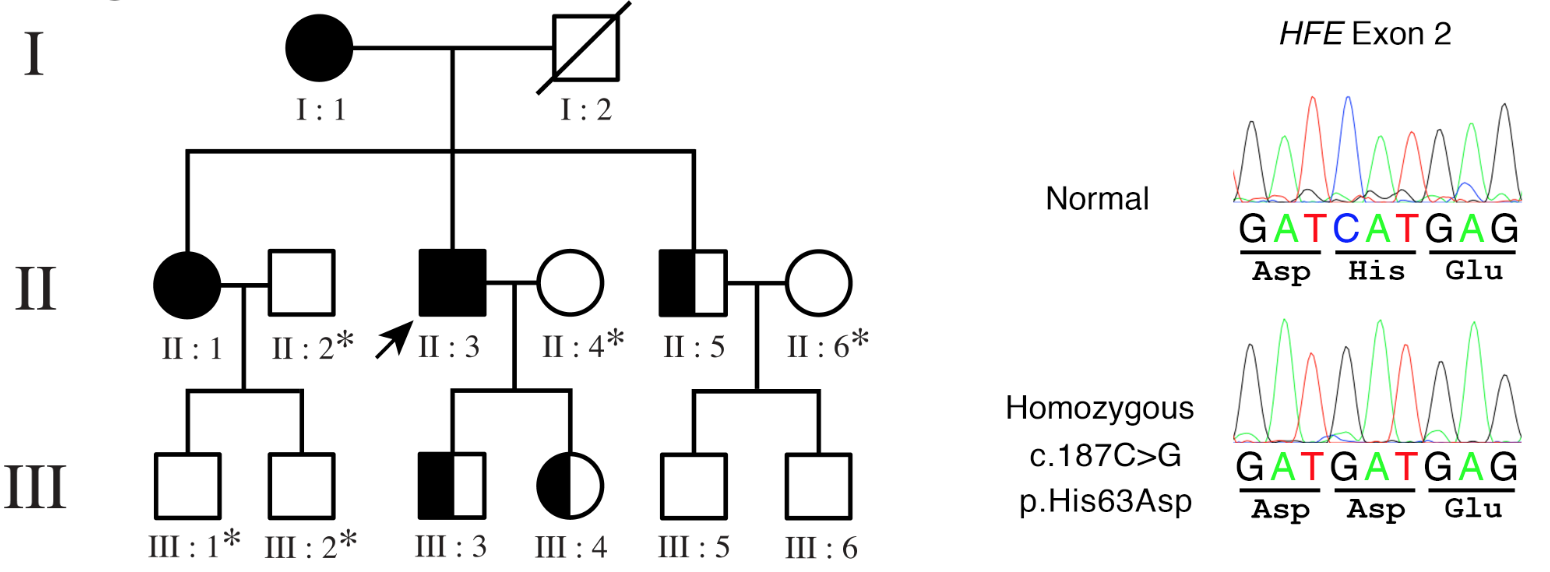 I
I : 1
I : 2
II
II : 1
II : 2*
II : 3
II : 4*
II : 5
II : 6*
III
III : 1*
III : 2*
III : 3
III : 4
III : 5
III : 6
HFE Exon 2
Normal
GATCATGAG
Asp His Glu
Homozygous
c.187C>G
p.His63Asp
GATGATGAG
Asp Asp Glu